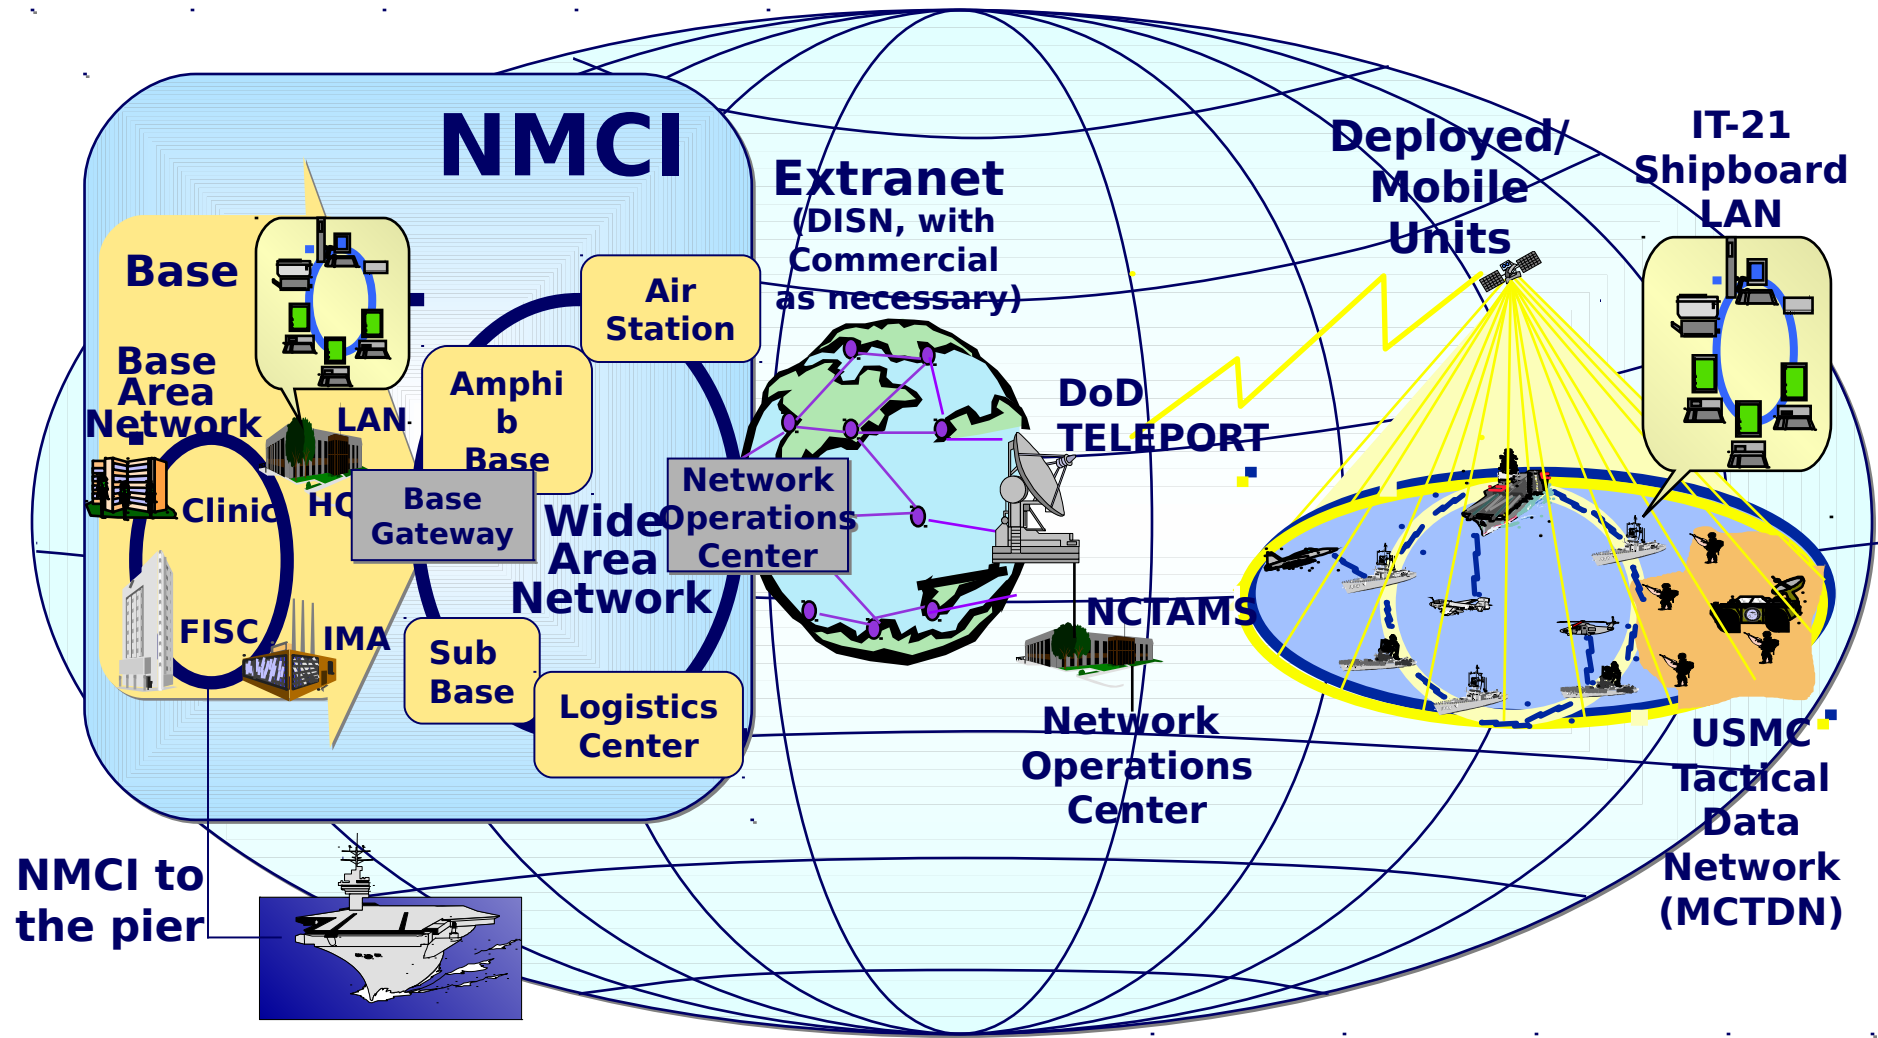 NMCI
Base
Base
Area
Network
LAN
Clinic
HQ
FISC
IMA
Air
Station
Amphi
b
Base
Base
Gateway
Wide
Area
Network
Sub
Base
Logistics
Center
Network
Operations
Center
Extranet
(DISN, with
Commercial
as necessary)
DoD
TELEPORT
NCTAMS
Network
Operations
Center
Deployed/
Mobile
Units
IT-21
Shipboard
LAN
USMC
Tactical
Data
Network
(MCTDN)
NMCI to
the pier